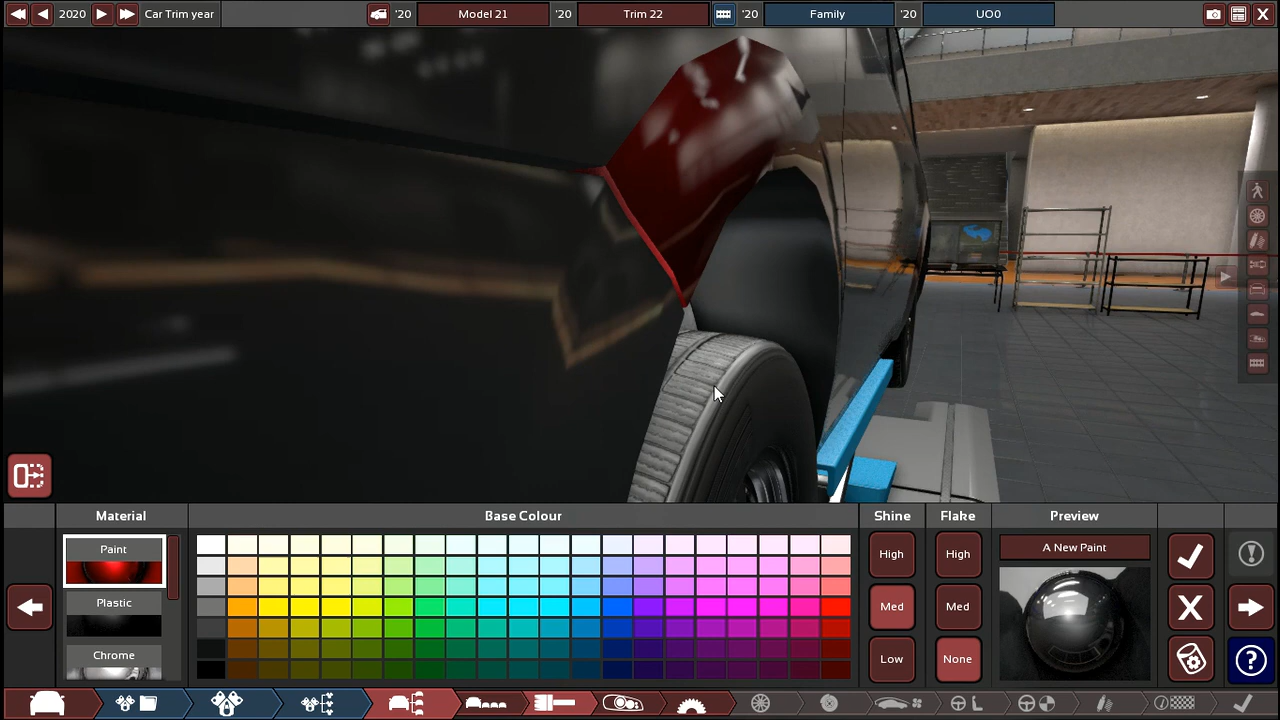 2020 Car Trim year '20 Model 21 '20 Trim 22 '20 Family '20 UO0
Material Base Colour Shine Flake Preview
Paint
Plastic
Chrome
High High
Med Med
Low None
A New Paint
?